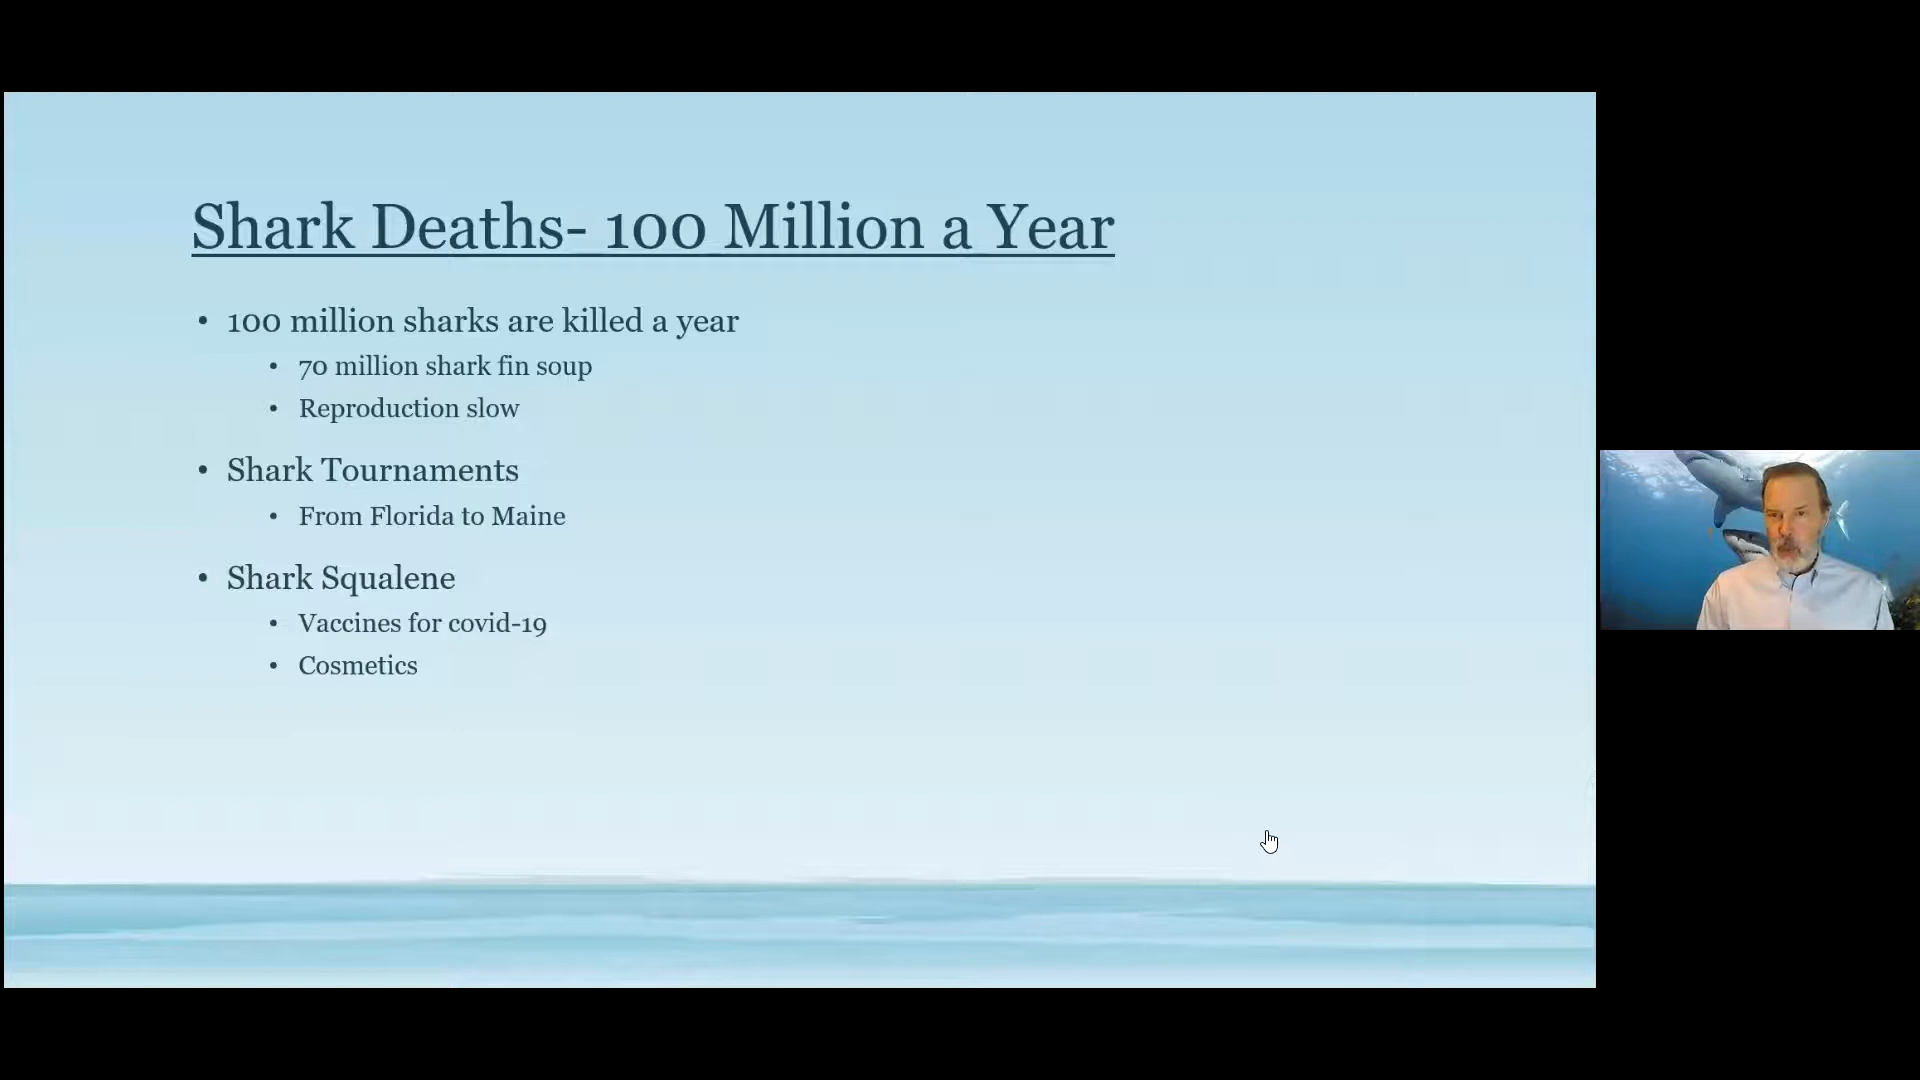 Shark Deaths- 100 Million a Year
• 100 million sharks are killed a year
• 70 million shark fin soup
• Reproduction slow
• Shark Tournaments
• From Florida to Maine
• Shark Squalene
• Vaccines for covid-19
• Cosmetics